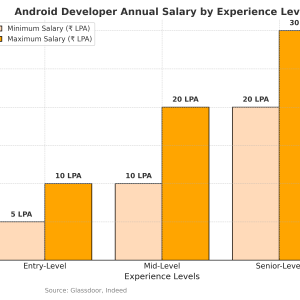 Android Developer Annual Salary by Experience Leve
Minimum Salary (₹ LPA)
Maximum Salary (₹ LPA)
30
20 LPA
20 LPA
10 LPA
10 LPA
5 LPA
Entry-Level
Mid-Level
Senior-Leve
Experience Levels
Source: Glassdoor, Indeed